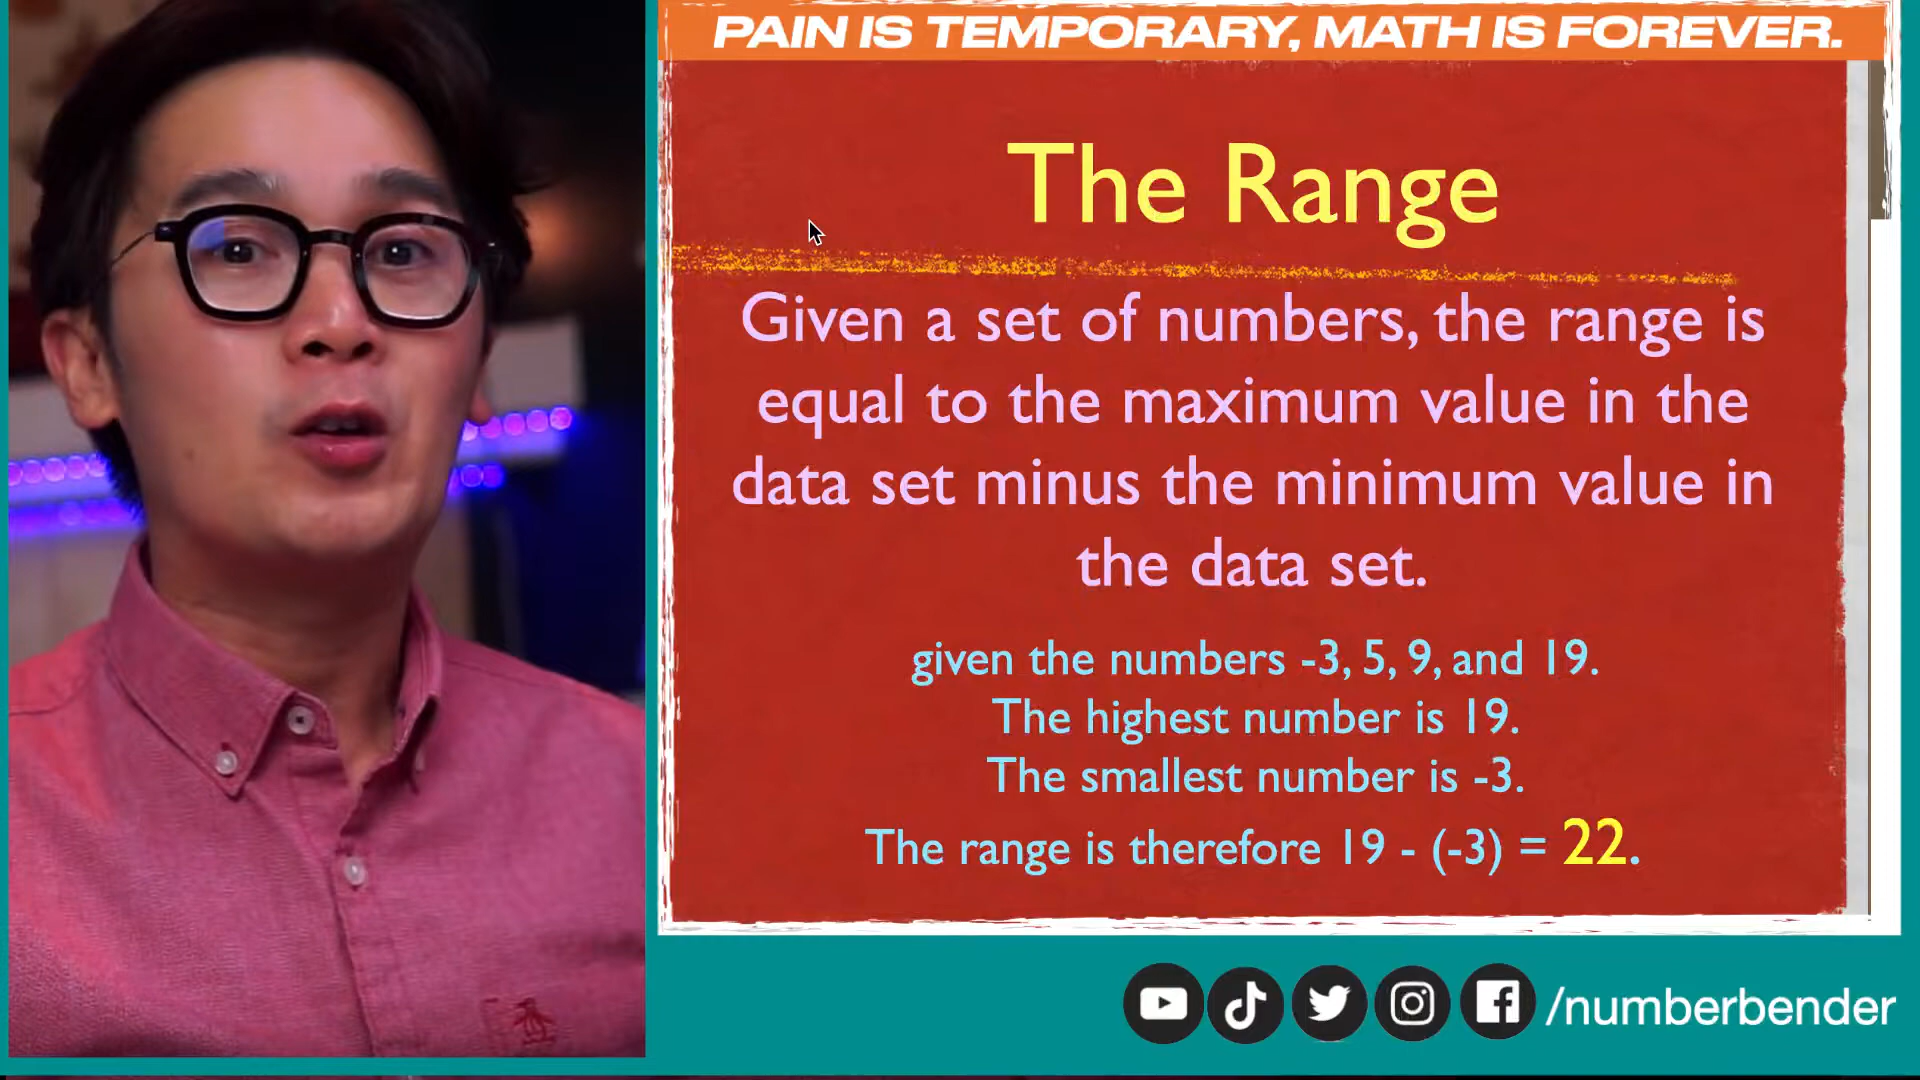 PAIN IS TEMPORARY, MATH IS FOREVER.
The Range
Given a set of numbers, the range is
equal to the maximum value in the
data set minus the minimum value in
the data set.
given the numbers -3, 5, 9, and 19.
The highest number is 19.
The smallest number is -3.
The range is therefore 19 - (-3) = 22.
/numberbender